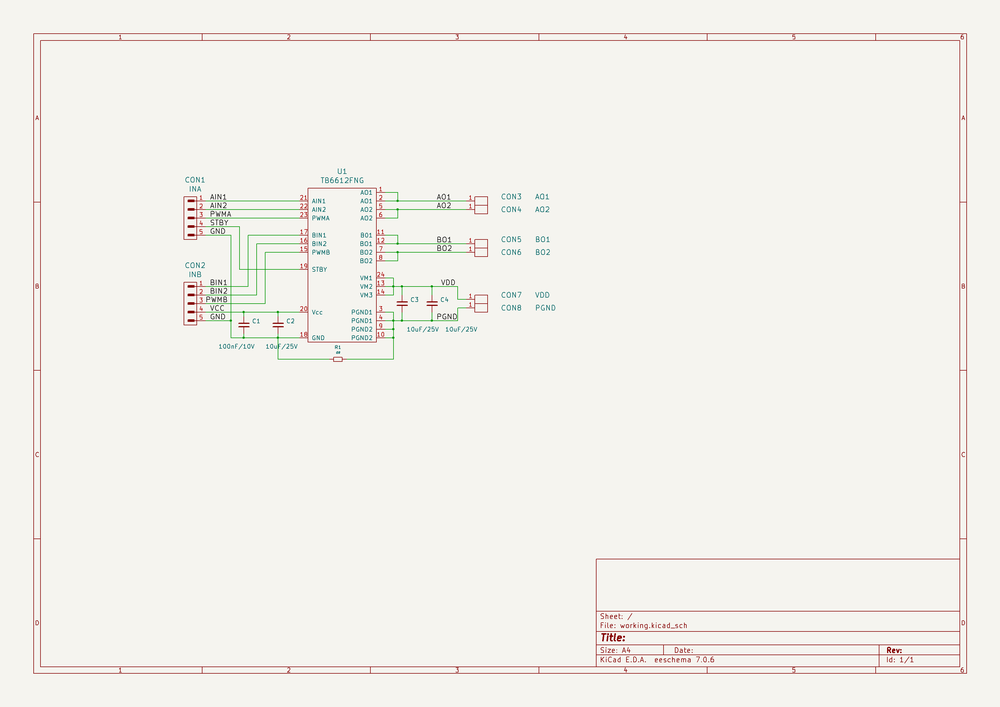 1 2 3 4 5 6
A A
B B
C C
D D
U1
TB6612FNG
CON1
INA
1 AIN1
2 AIN2
3 PWMA
4 STBY
5 GND
CON2
INB
1 BIN1
2 BIN2
3 PWMB
4 VCC
5 GND
C1
100nF/10V
C2
10uF/25V
21 AIN1
22 AIN2
23 PWMA
17 BIN1
16 BIN2
15 PWMB
19 STBY
20 Vcc
18 GND
AO1 1
AO1 2
AO2 5
AO2 6
BO1 11
BO1 12
BO2 7
BO2 8
VM1 24
VM2 13
VM3 14
PGND1 3
PGND1 4
PGND2 9
PGND2 10
R1
C3
10uF/25V
C4
10uF/25V
AO1 1 CON3 AO1
AO2 1 CON4 AO2
BO1 1 CON5 BO1
BO2 1 CON6 BO2
VDD 1 CON7 VDD
PGND 1 CON8 PGND
Sheet: /
File: working.kicad_sch
Title:
Size: A4 Date: Rev:
KiCad E.D.A. eeschema 7.0.6 Id: 1/1
1 2 3 4 5 6